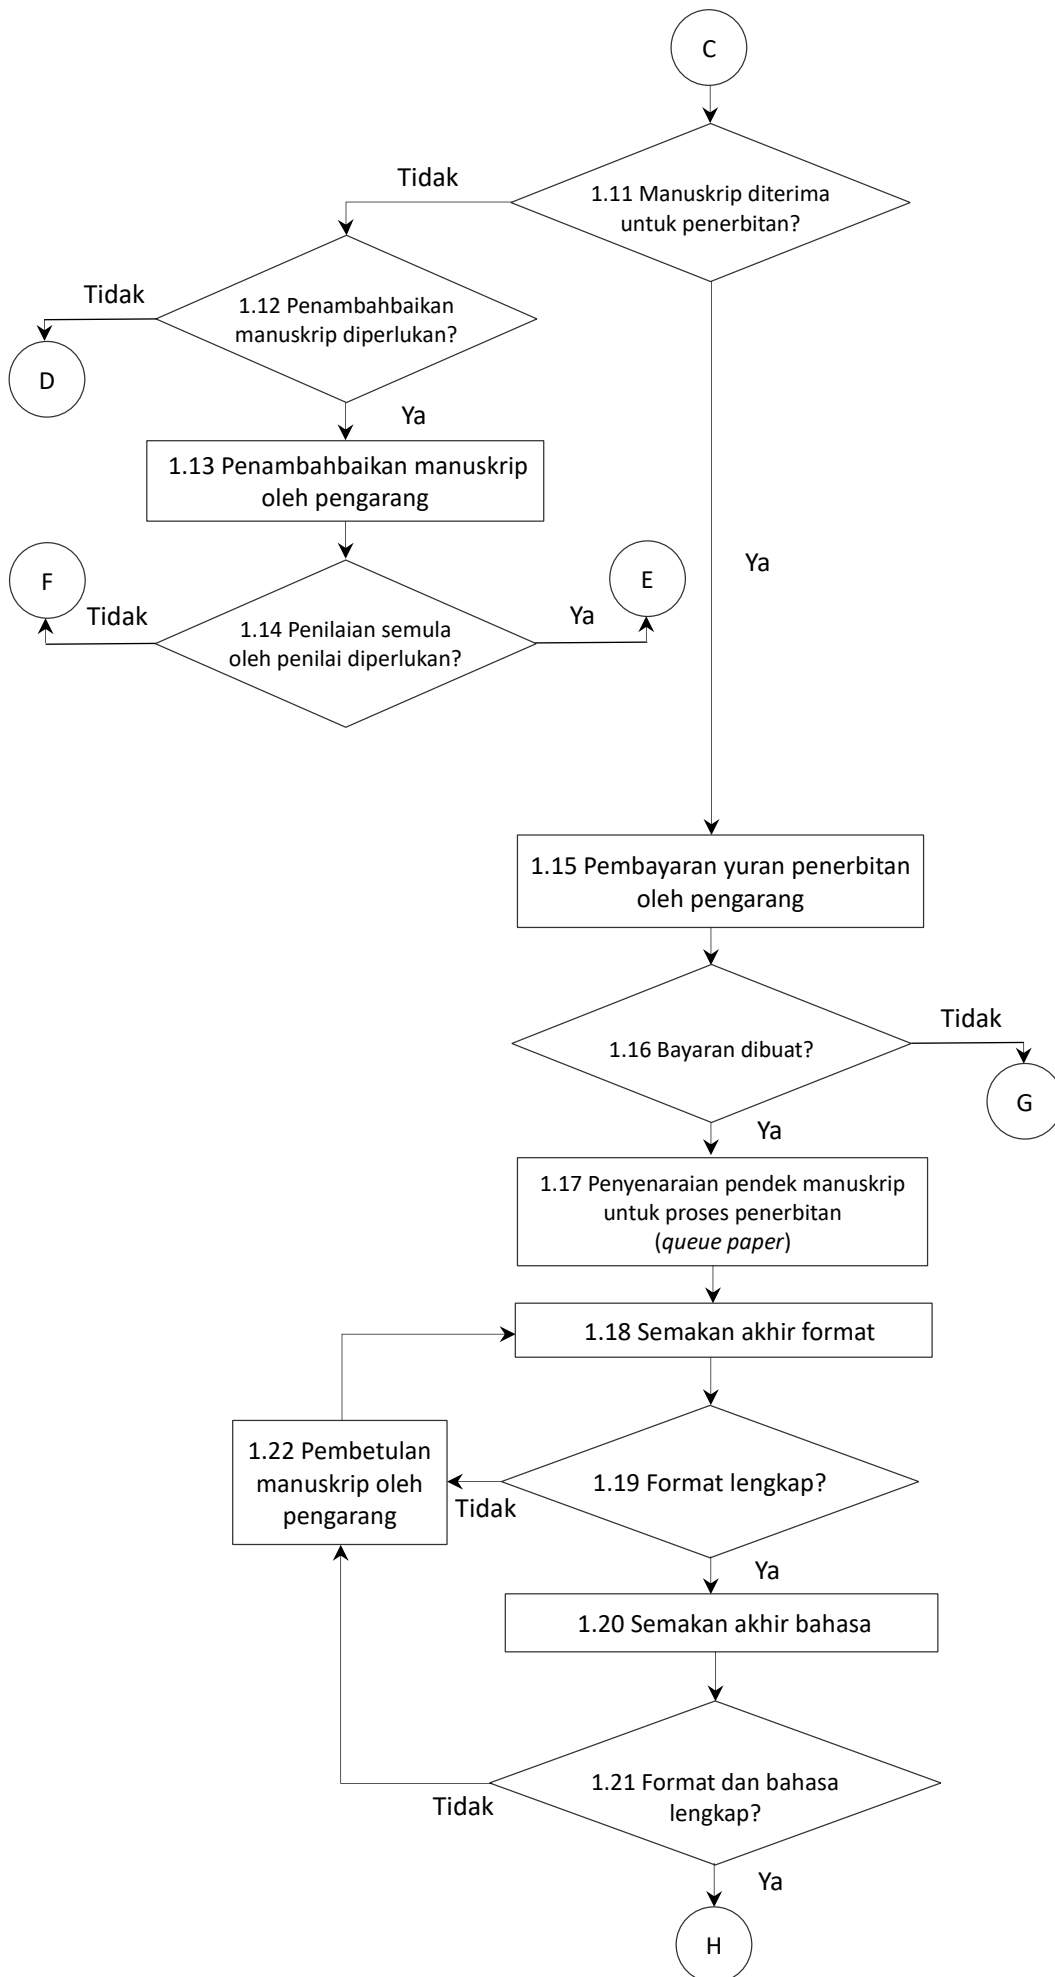 C
Tidak
1.11 Manuskrip diterima
untuk penerbitan?
Tidak
1.12 Penambahbaikan
manuskrip diperlukan?
D
Ya
1.13 Penambahbaikan manuskrip
oleh pengarang
Ya
F
E
Tidak
Ya
1.14 Penilaian semula
oleh penilai diperlukan?
1.15 Pembayaran yuran penerbitan
oleh pengarang
Tidak
1.16 Bayaran dibuat?
G
Ya
1.17 Penyenaraian pendek manuskrip
untuk proses penerbitan
(queue paper)
1.18 Semakan akhir format
1.22 Pembetulan
manuskrip oleh
pengarang
1.19 Format lengkap?
Tidak
Ya
1.20 Semakan akhir bahasa
1.21 Format dan bahasa
lengkap?
Tidak
Ya
H